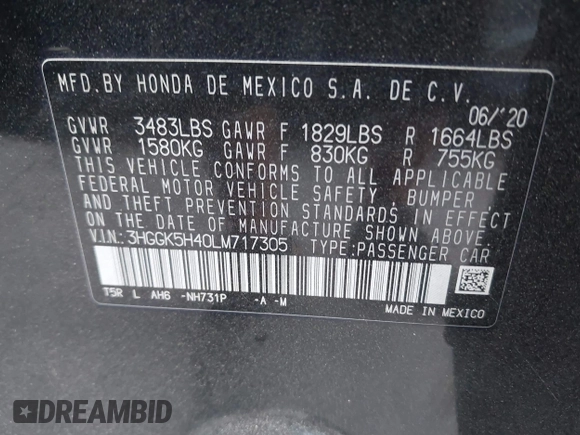 MFD.BY HONDA DE MEXICO S.A. DE C.V.
06/'20
GVWR 3483LBS GAWR F 1829LBS R 1664LBS
GVWR 1580KG GAWR F 830KG R 755KG
THIS VEHICLE CONFORMS TO ALL APPLICABLE
FEDERAL MOTOR VEHICLE SAFETY, BUMPER
AND THEFT PREVENTION STANDARDS IN EFFECT
ON THE DATE OF MANUFACTURE SHOWN ABOVE.
V.I.N.:3HGGK5H40LM717305 TYPE:PASSENGER CAR
T5R L AH6 -NH731P -A -M
MADE IN MEXICO
DREAMBID